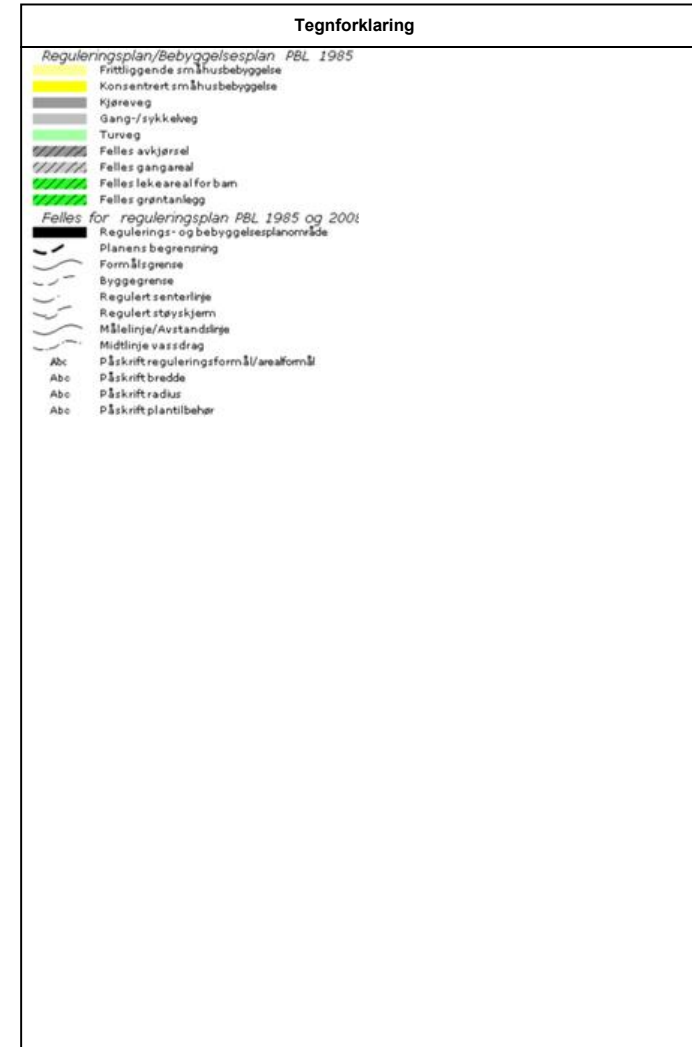 Tegnforklaring
Reguleringsplan/Bebyggelsesplan PBL 1985
Frittliggende småhusbebyggelse
Konsentrert småhusbebyggelse
Kjøreveg
Gang-/sykkelveg
Turveg
Felles avkjørsel
Felles gangareal
Felles lekeareal for barn
Felles grøntanlegg
Felles for reguleringsplan PBL 1985 og 2008
Regulerings- og bebyggelsesplanområde
Planens begrensning
Formålsgrense
Byggegrense
Regulert senterlinje
Regulert støyskjerm
Målelinje/Avstandslinje
Midtlinje vassdrag
Abc Påskrift reguleringsformål/arealformål
Abc Påskrift bredde
Abc Påskrift radius
Abc Påskrift plantilbehør